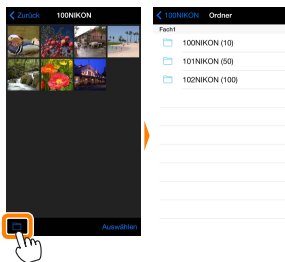 Zurück 100NIKON
Auswählen
100NIKON Ordner
Fach1
100NIKON (10)
101NIKON (50)
102NIKON (100)